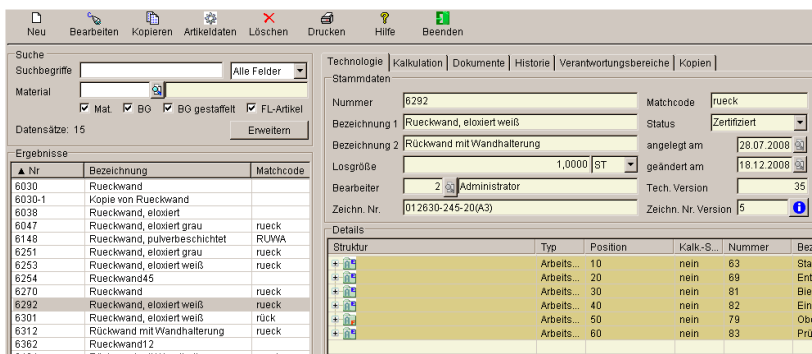 Neu Bearbeiten Kopieren Artikeldaten Löschen Drucken Hilfe Beenden
Suche
Suchbegriffe Alle Felder
Material
Mat. BG BG gestaffelt FL-Artikel
Datensätze: 15 Erweitern
Ergebnisse
▲ Nr Bezeichnung Matchcode
6030 Rueckwand
6030-1 Kopie von Rueckwand
6038 Rueckwand, eloxiert
6047 Rueckwand, eloxiert grau rueck
6148 Rueckwand, pulverbeschichtet RUWA
6251 Rueckwand, eloxiert grau rueck
6253 Rueckwand, eloxiert weiß rueck
6254 Rueckwand45
6270 Rueckwand rueck
6292 Rueckwand, eloxiert weiß rueck
6301 Rueckwand, eloxiert weiß rück
6312 Rückwand mit Wandhalterung rueck
6362 Rueckwand12
Technologie Kalkulation Dokumente Historie Verantwortungsbereiche Kopien
Stammdaten
Nummer 6292 Matchcode rueck
Bezeichnung 1 Rueckwand, eloxiert weiß Status Zertifiziert
Bezeichnung 2 Rückwand mit Wandhalterung angelegt am 28.07.2008
Losgröße 1,0000 ST geändert am 18.12.2008
Bearbeiter 2 Administrator Tech. Version 35
Zeichn. Nr. 012630-245-20(A3) Zeichn. Nr. Version 5
Details
Struktur Typ Position Kalk.-S... Nummer Bez
Arbeits... 10 nein 63 Sta
Arbeits... 20 nein 69 Ent
Arbeits... 30 nein 81 Bie
Arbeits... 40 nein 82 Ein
Arbeits... 50 nein 79 Obe
Arbeits... 60 nein 83 Prü